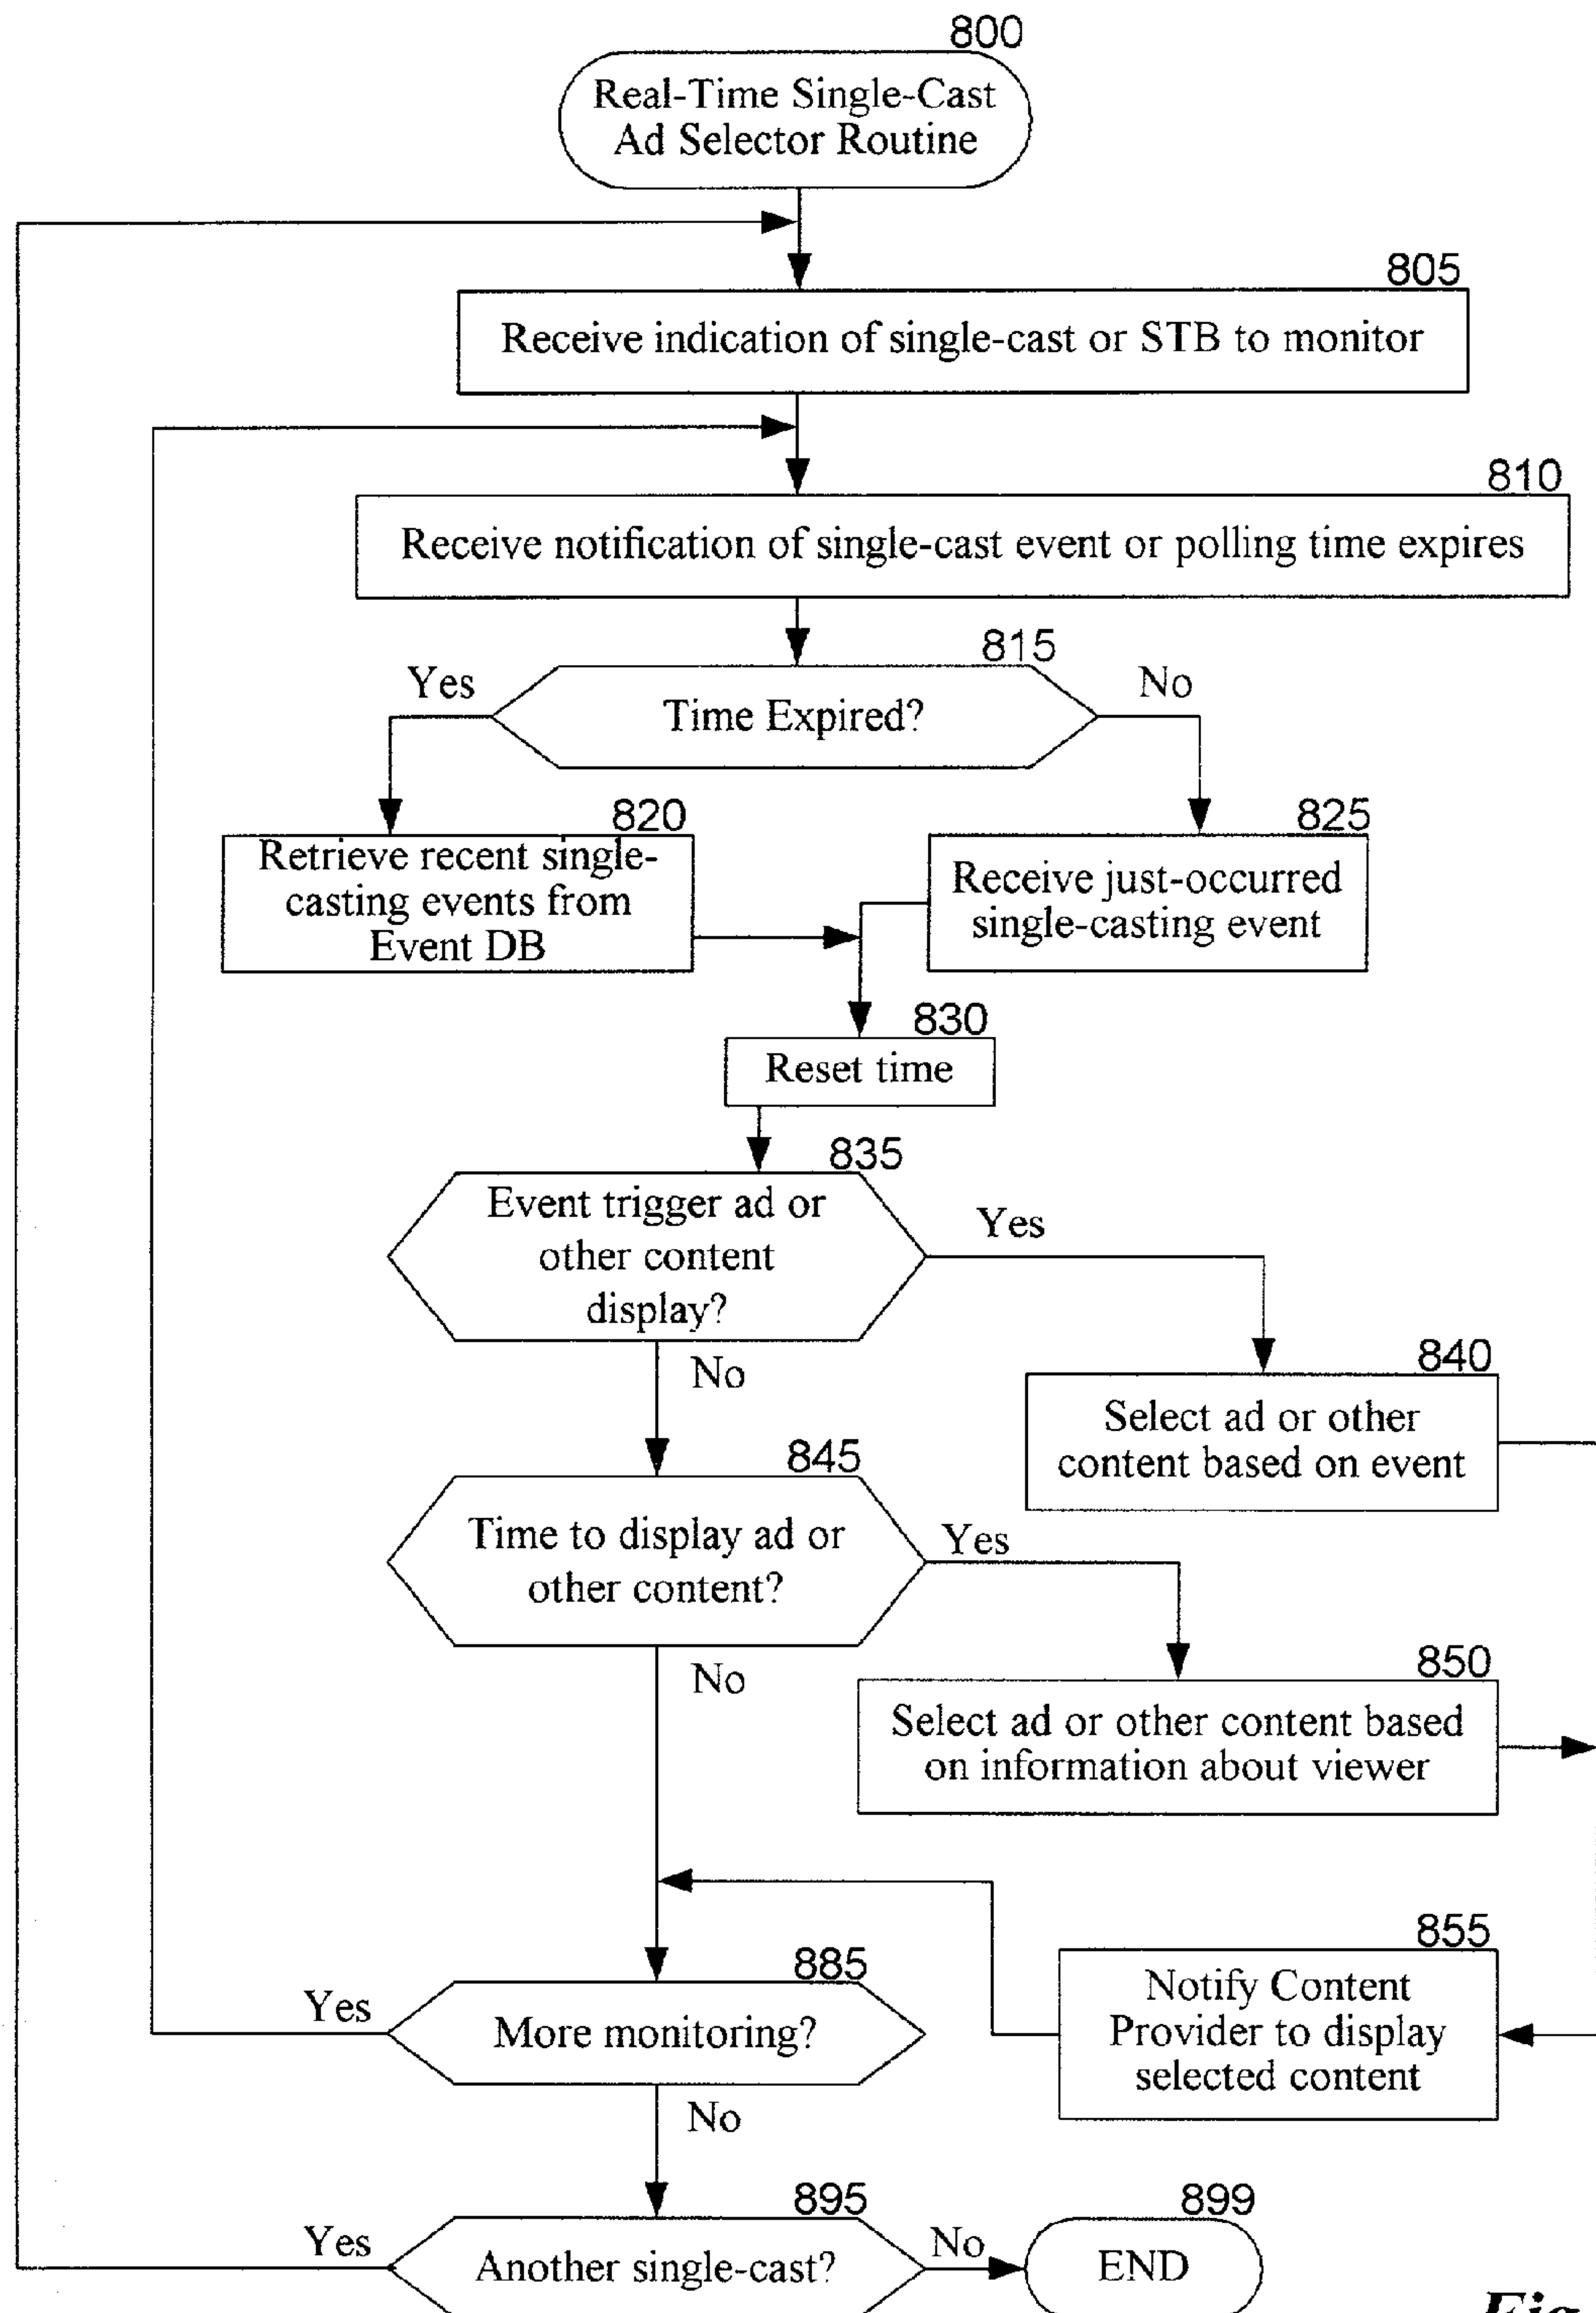 800
Real-Time Single-Cast
Ad Selector Routine
805
Receive indication of single-cast or STB to monitor
810
Receive notification of single-cast event or polling time expires
815
Yes
No
Time Expired?
820
825
Retrieve recent single-
casting events from
Event DB
Receive just-occurred
single-casting event
830
Reset time
835
Event trigger ad or
other content
display?
Yes
No
840
Select ad or other
content based on event
845
Time to display ad or
other content?
Yes
No
850
Select ad or other content based
on information about viewer
855
Notify Content
Provider to display
selected content
885
Yes
More monitoring?
No
895
899
Yes
Another single-cast?
No
END
Fig